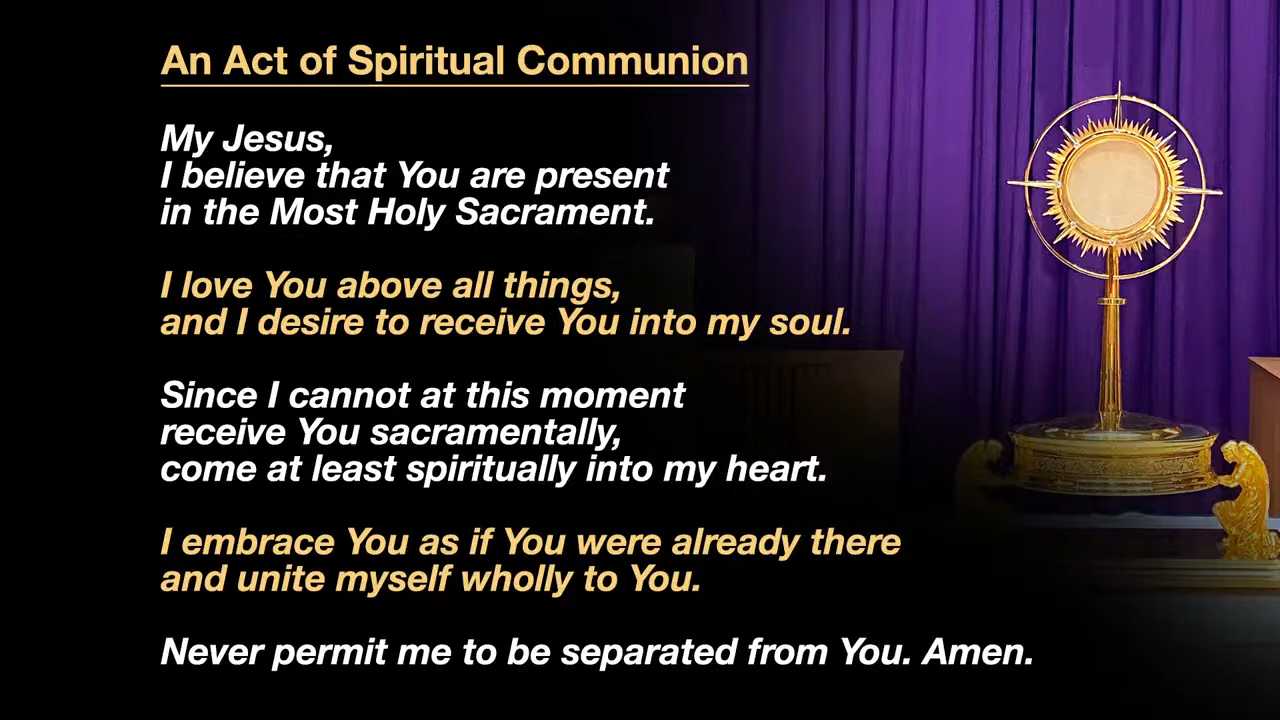 An Act of Spiritual Communion
My Jesus,
I believe that You are present
in the Most Holy Sacrament.
I love You above all things,
and I desire to receive You into my soul.
Since I cannot at this moment
receive You sacramentally,
come at least spiritually into my heart.
I embrace You as if You were already there
and unite myself wholly to You.
Never permit me to be separated from You. Amen.